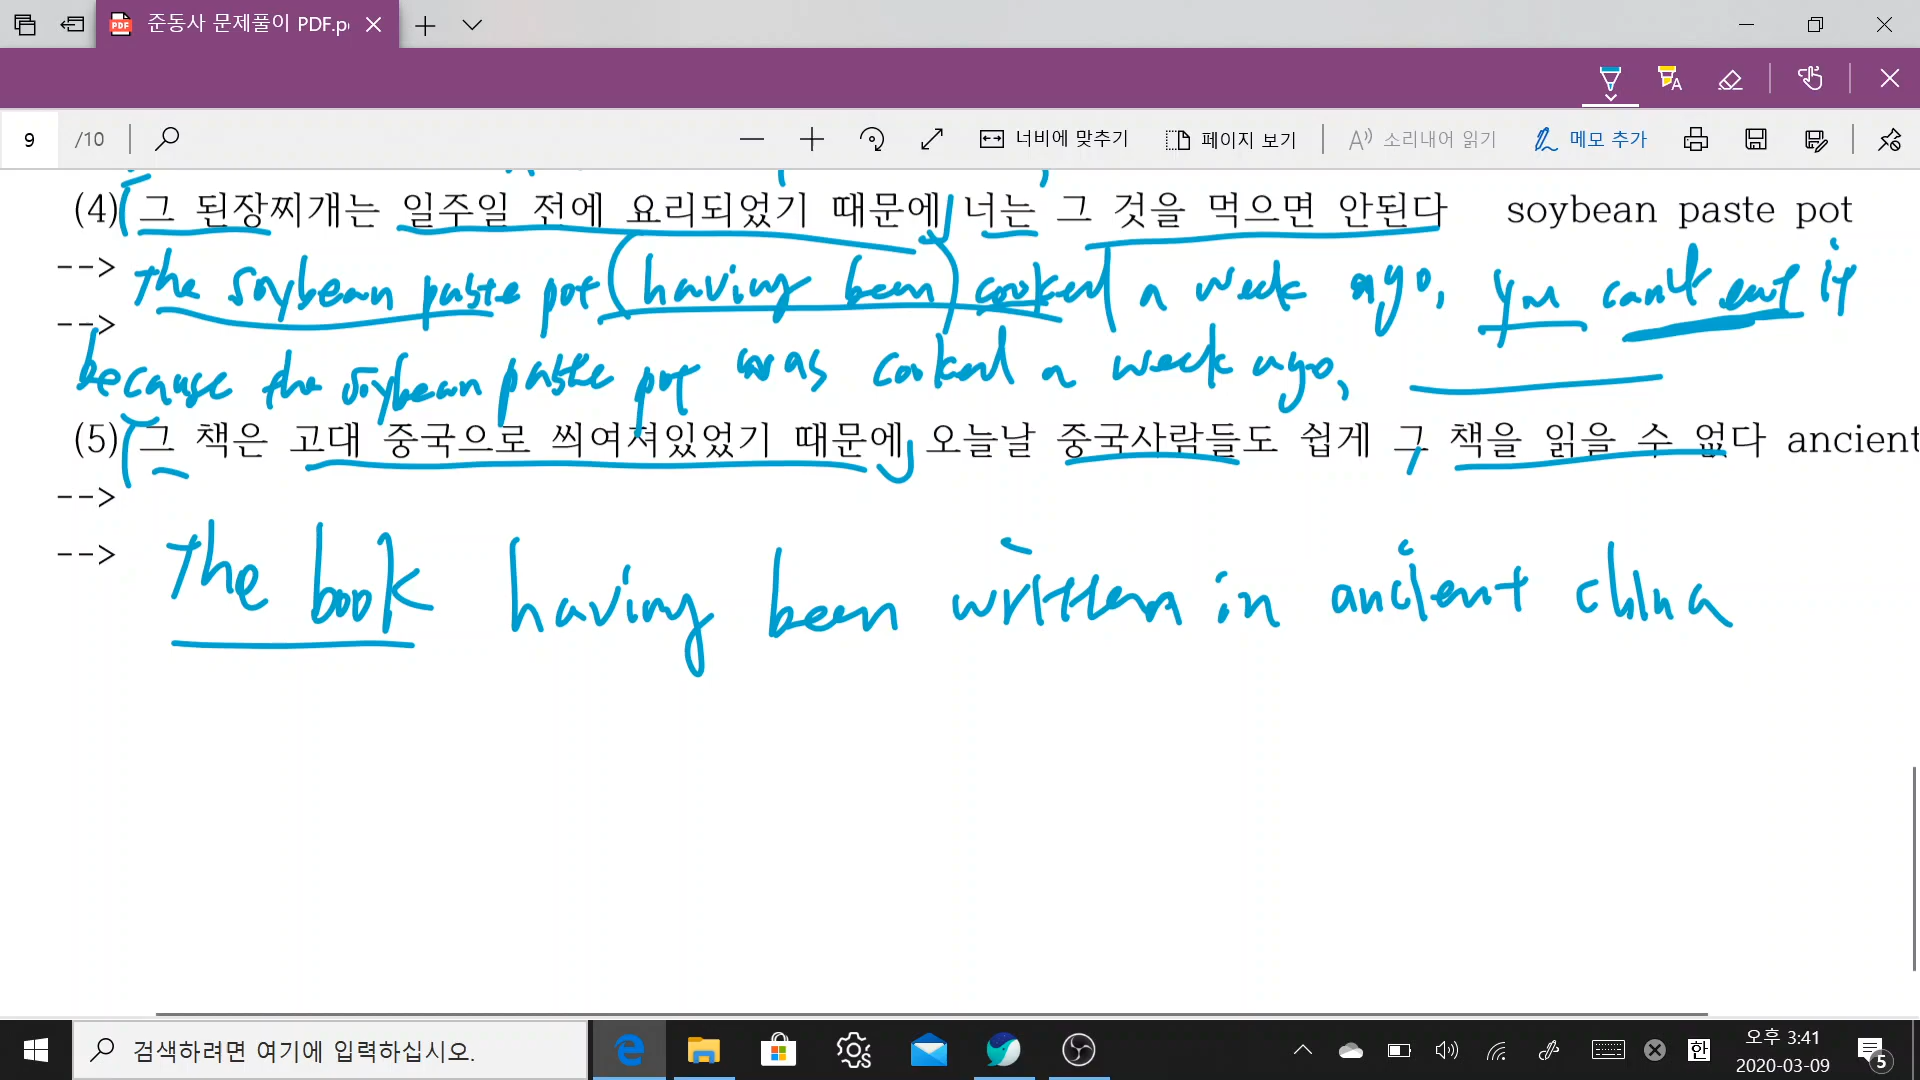 준동사 문제풀이 PDF.p
9 /10 너비에 맞추기 페이지 보기 소리내어 읽기 메모 추가
(4) 그 된장찌개는 일주일 전에 요리되었기 때문에 너는 그 것을 먹으면 안된다 soybean paste pot
--> the soybean paste pot (having been) cooked a week ago, you can't eat it
-->
because the soybean paste pot was cooked a week ago,
(5) 그 책은 고대 중국으로 씌여져있었기 때문에 오늘날 중국사람들도 쉽게 그 책을 읽을 수 없다 ancient
-->
--> the book having been written in ancient china
검색하려면 여기에 입력하십시오.
한
오후 3:41
2020-03-09
5